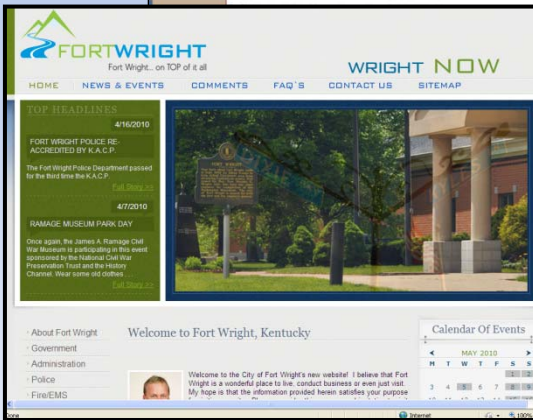 FORTWRIGHT
Fort Wright... on TOP of it all
WRIGHT NOW
HOME NEWS & EVENTS COMMENTS FAQ`S CONTACT US SITEMAP
TOP HEADLINES
4/16/2010
FORT WRIGHT POLICE RE-
ACCREDITED BY K.A.C.P.
The Fort Wright Police Department passed
for the third time the K.A.C.P.
Full Story >>
4/7/2010
RAMAGE MUSEUM PARK DAY
Once again, the James A. Ramage Civil
War Museum is participating in this event
sponsored by the National Civil War
Preservation Trust and the History
Channel. Wear some old clothes...
Full Story >>
About Fort Wright
Government
Administration
Police
Fire/EMS
Welcome to Fort Wright, Kentucky
Welcome to the City of Fort Wright's new website! I believe that Fort
Wright is a wonderful place to live, conduct business or even just visit.
My hope is that the information provided herein satisfies your purpose
Calendar Of Events
< MAY 2010 >
M T W T F S S
1 2
3 4 5 6 7 8 9
Done
Internet
100%